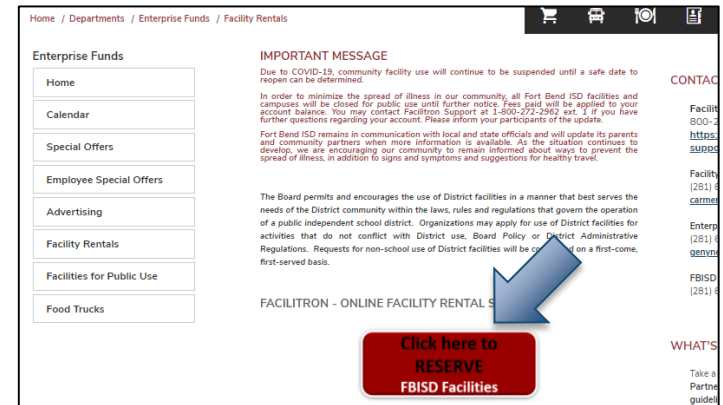 Home / Departments / Enterprise Funds / Facility Rentals
Enterprise Funds
Home
Calendar
Special Offers
Employee Special Offers
Advertising
Facility Rentals
Facilities for Public Use
Food Trucks
IMPORTANT MESSAGE
Due to COVID-19, community facility use will continue to be suspended until a safe date to
reopen can be determined.
In order to minimize the spread of illness in our community, all Fort Bend ISD facilities and
campuses will be closed for public use until further notice. Fees paid will be applied to your
account balance. You may contact Facilitron Support at 1-800-272-2962 ext. 1 if you have
further questions regarding your account. Please inform your participants of the update.
Fort Bend ISD remains in communication with local and state officials and will update its parents
and community partners when more information is available. As the situation continues to
develop, we are encouraging our community to remain informed about ways to prevent the
spread of illness, in addition to signs and symptoms and suggestions for healthy travel.
The Board permits and encourages the use of District facilities in a manner that best serves the
needs of the District community within the laws, rules and regulations that govern the operation
of a public independent school district. Organizations may apply for use of District facilities for
activities that do not conflict with District use, Board Policy or District Administrative
Regulations. Requests for non-school use of District facilities will be on a first-come,
first-served basis.
FACILITRON - ONLINE FACILITY RENTAL S
Click here to
RESERVE
FBISD Facilities
CONTAC
Facilit
800-2
https:
suppo
Facility
(281) 6
carmer
Enterp
(281) 6
genyne
FBISD
(281) 6
WHAT'S
Take a
Partne
guideli